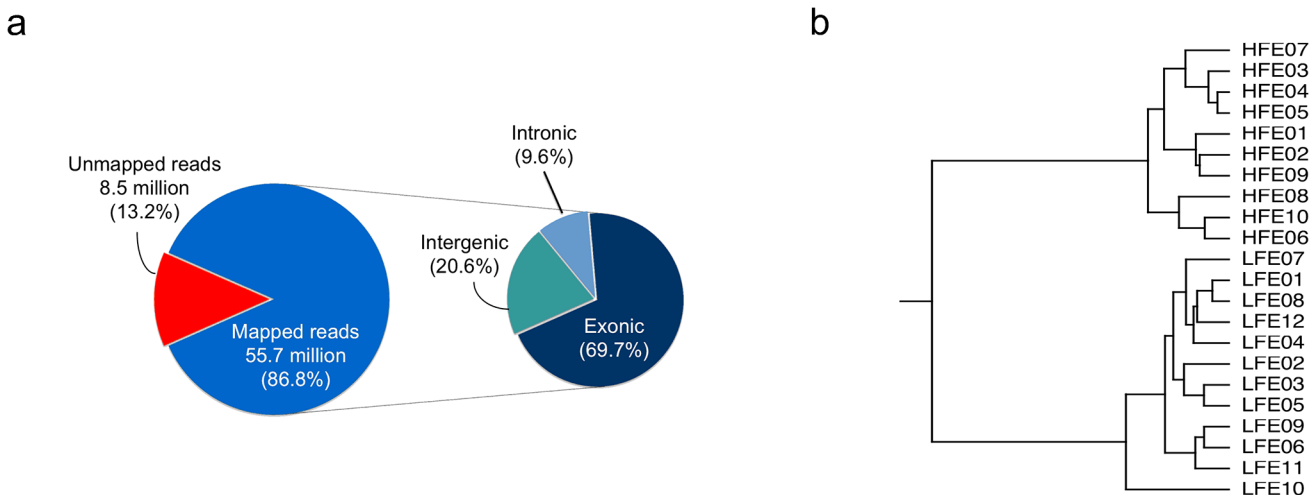 a
Unmapped reads
8.5 million
(13.2%)
Mapped reads
55.7 million
(86.8%)
Intronic
(9.6%)
Intergenic
(20.6%)
Exonic
(69.7%)
b
HFE07
HFE03
HFE04
HFE05
HFE01
HFE02
HFE09
HFE08
HFE10
HFE06
LFE07
LFE01
LFE08
LFE12
LFE04
LFE02
LFE03
LFE05
LFE09
LFE06
LFE11
LFE10